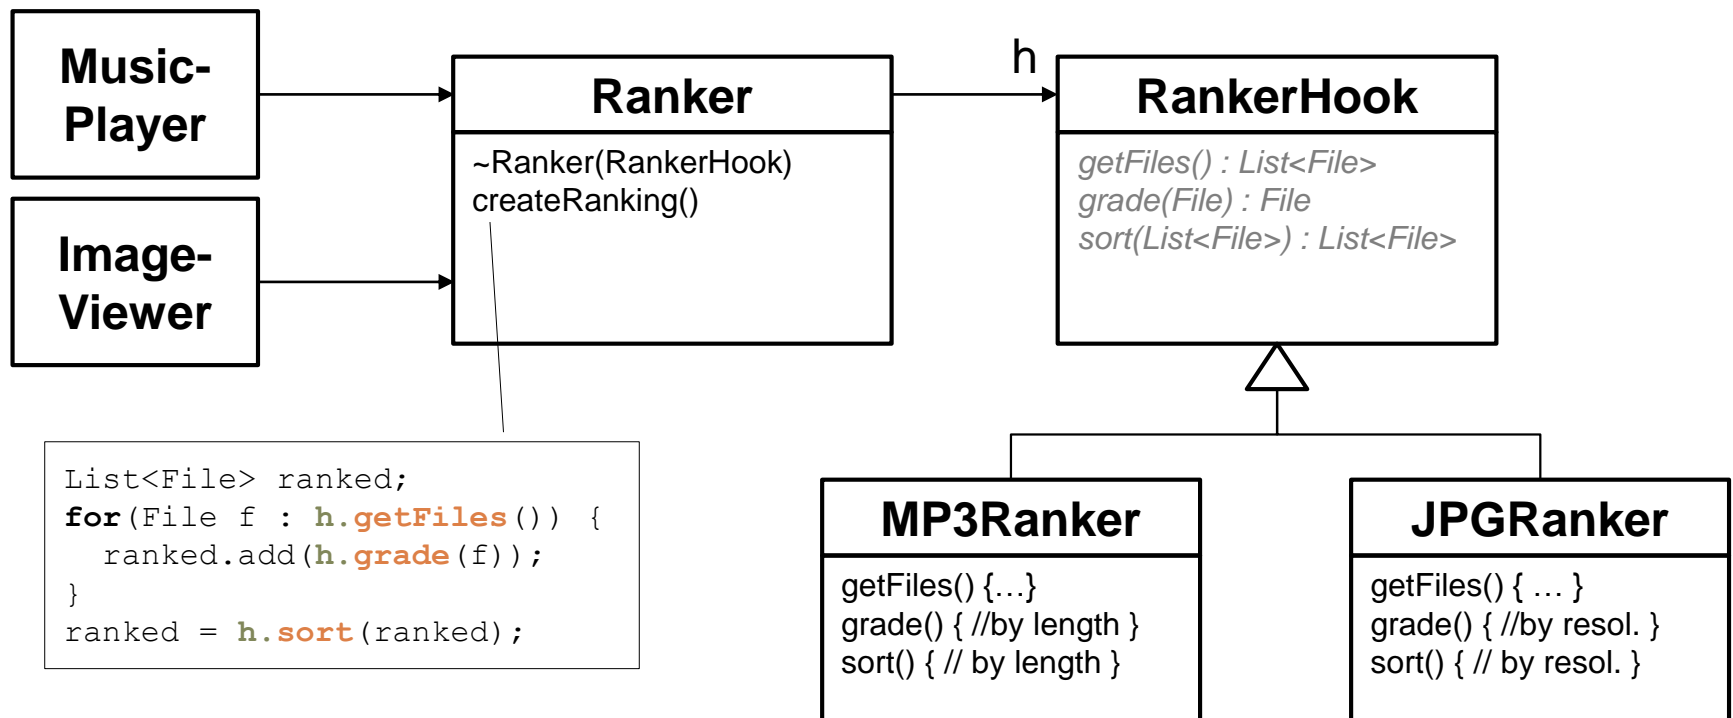 Music-
Player
Image-
Viewer
Ranker
~Ranker(RankerHook)
createRanking()
h
RankerHook
getFiles() : List<File>
grade(File) : File
sort(List<File>) : List<File>
List<File> ranked;
for(File f : h.getFiles()) {
  ranked.add(h.grade(f));
}
ranked = h.sort(ranked);
MP3Ranker
getFiles() {…}
grade() { //by length }
sort() { // by length }
JPGRanker
getFiles() { … }
grade() { //by resol. }
sort() { // by resol. }